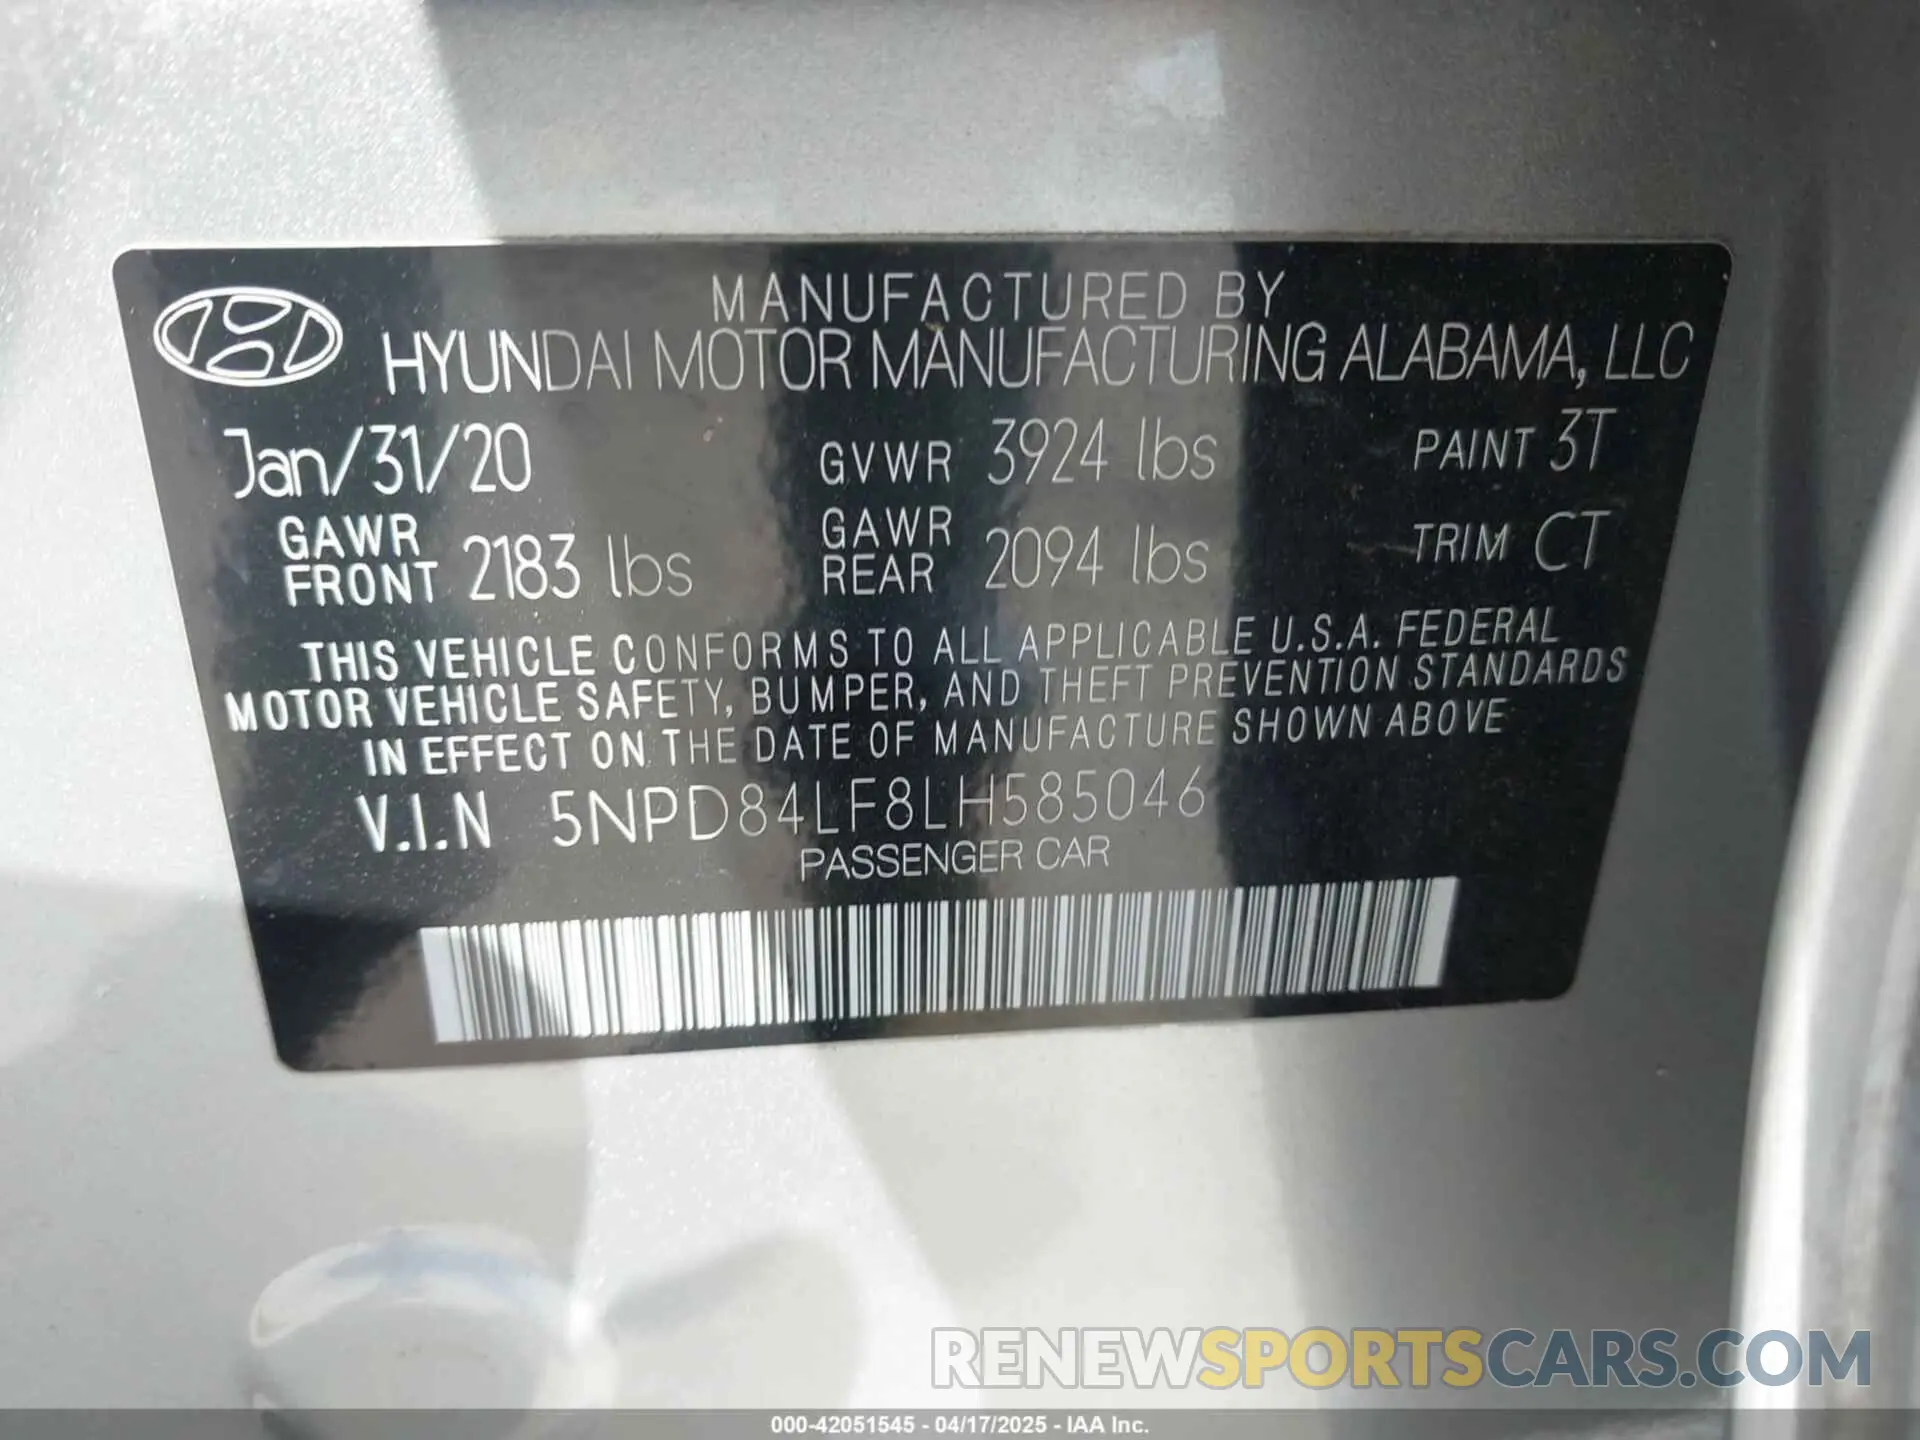 MANUFACTURED BY
HYUNDAI MOTOR MANUFACTURING ALABAMA, LLC
Jan/31/20 GVWR 3924 lbs PAINT 3T
GAWR FRONT 2183 lbs GAWR REAR 2094 lbs TRIM CT
THIS VEHICLE CONFORMS TO ALL APPLICABLE U.S.A. FEDERAL
MOTOR VEHICLE SAFETY, BUMPER, AND THEFT PREVENTION STANDARDS
IN EFFECT ON THE DATE OF MANUFACTURE SHOWN ABOVE
V.I.N 5NPD84LF8LH585046
PASSENGER CAR
RENEWSPORTSCARS.COM
000-42051545 - 04/17/2025 - IAA Inc.